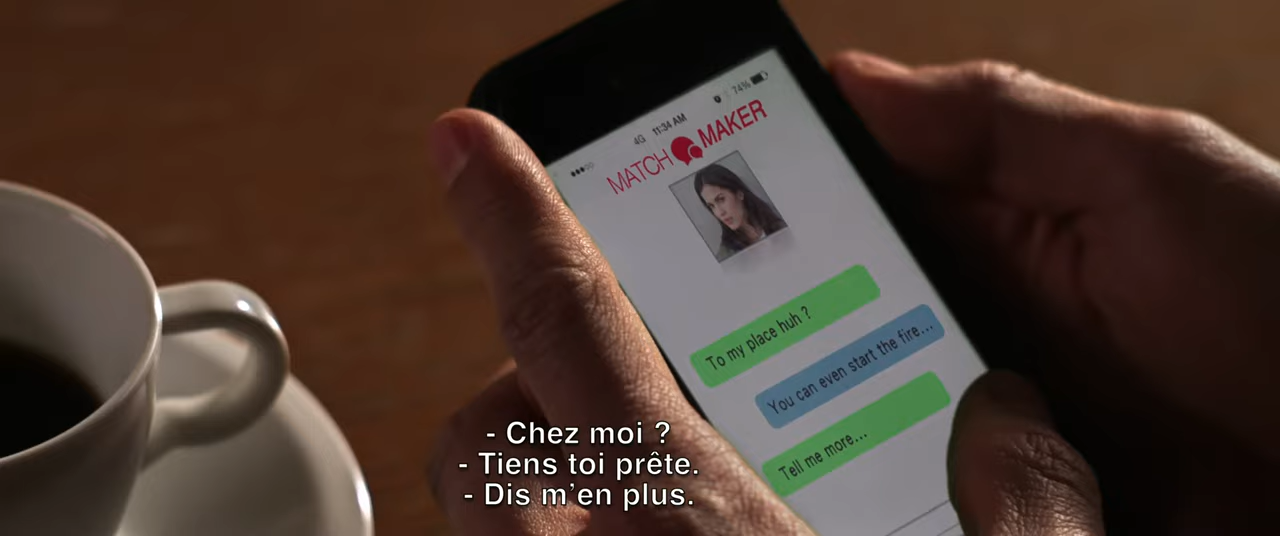 4G 11:34 AM 74%
MATCH MAKER
To my place huh ?
You can even start the fire...
Tell me more...
- Chez moi ?
- Tiens toi prête.
- Dis m'en plus.